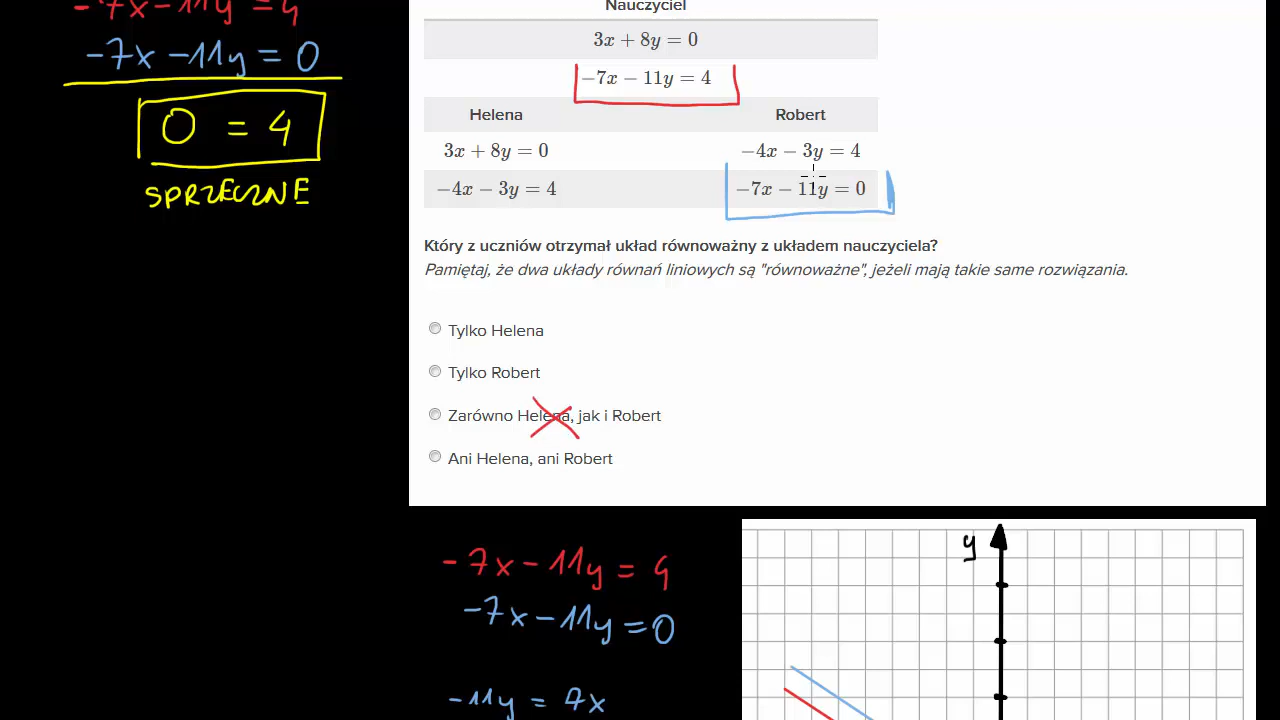 -7x - 11y = 4
-7x - 11y = 0
0 = 4
SPRZECZNE
Nauczyciel
3x + 8y = 0
-7x - 11y = 4
Helena Robert
3x + 8y = 0 -4x - 3y = 4
-4x - 3y = 4 -7x - 11y = 0
Który z uczniów otrzymał układ równoważny z układem nauczyciela?
Pamiętaj, że dwa układy równań liniowych są "równoważne", jeżeli mają takie same rozwiązania.
Tylko Helena
Tylko Robert
Zarówno Helena, jak i Robert
Ani Helena, ani Robert
-7x - 11y = 4
-7x - 11y = 0
-11y = 7x
y